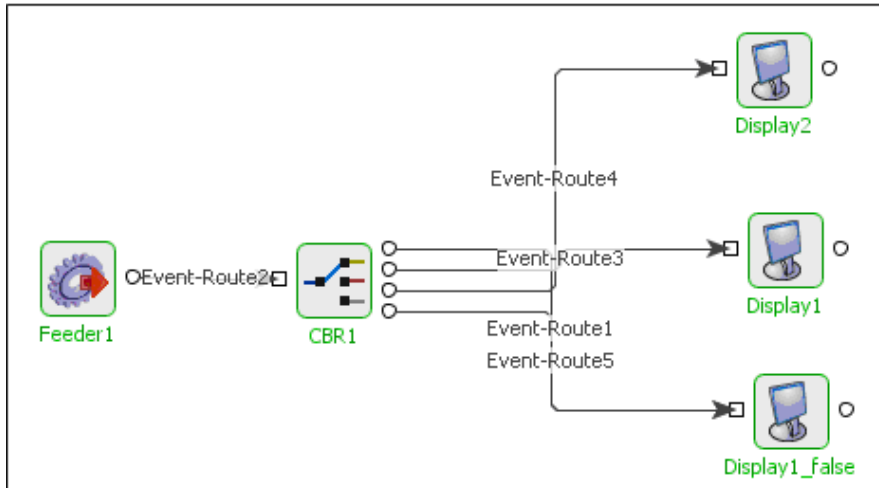 Display2
Event-Route4
Event-Route2
Event-Route3
Feeder1
CBR1
Display1
Event-Route1
Event-Route5
Display1_false